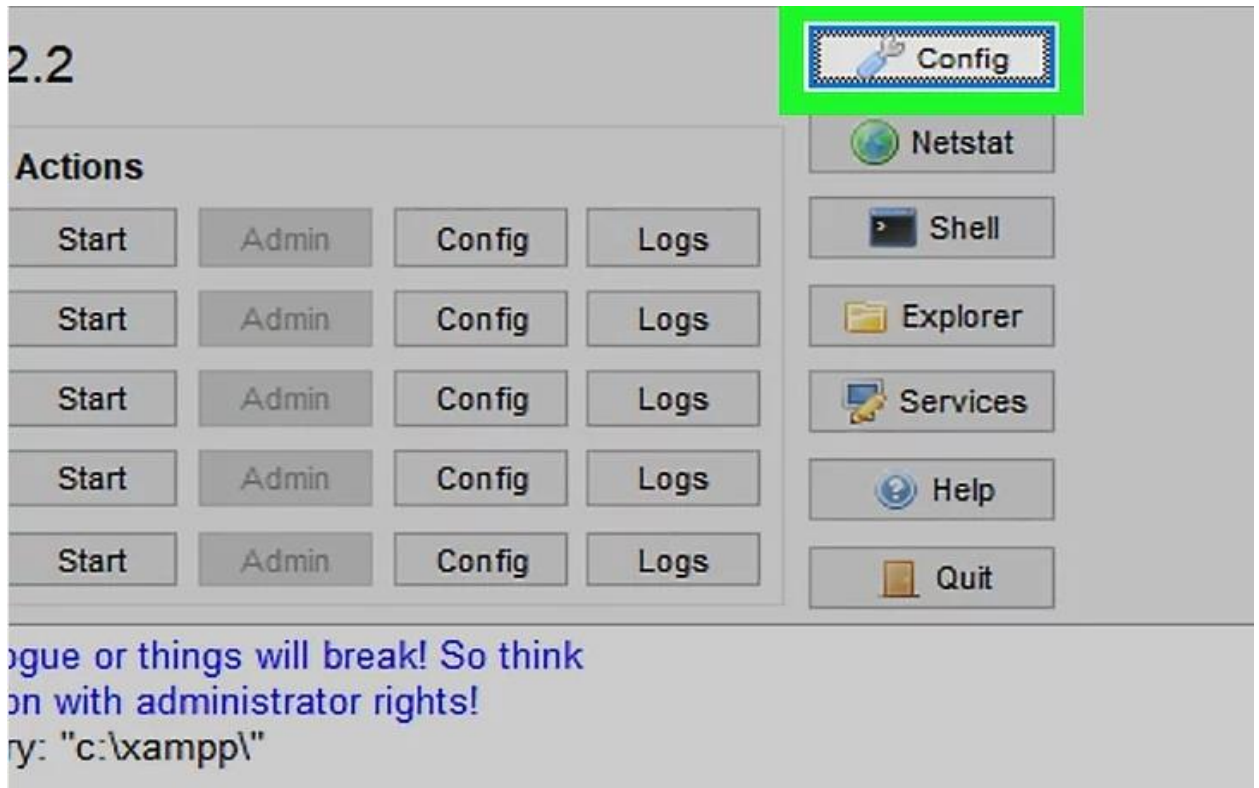 2.2
Config
Netstat
Actions
Start Admin Config Logs
Shell
Start Admin Config Logs
Explorer
Start Admin Config Logs
Services
Start Admin Config Logs
Help
Start Admin Config Logs
Quit
ogue or things will break! So think
on with administrator rights!
ry: "c:\xampp\"